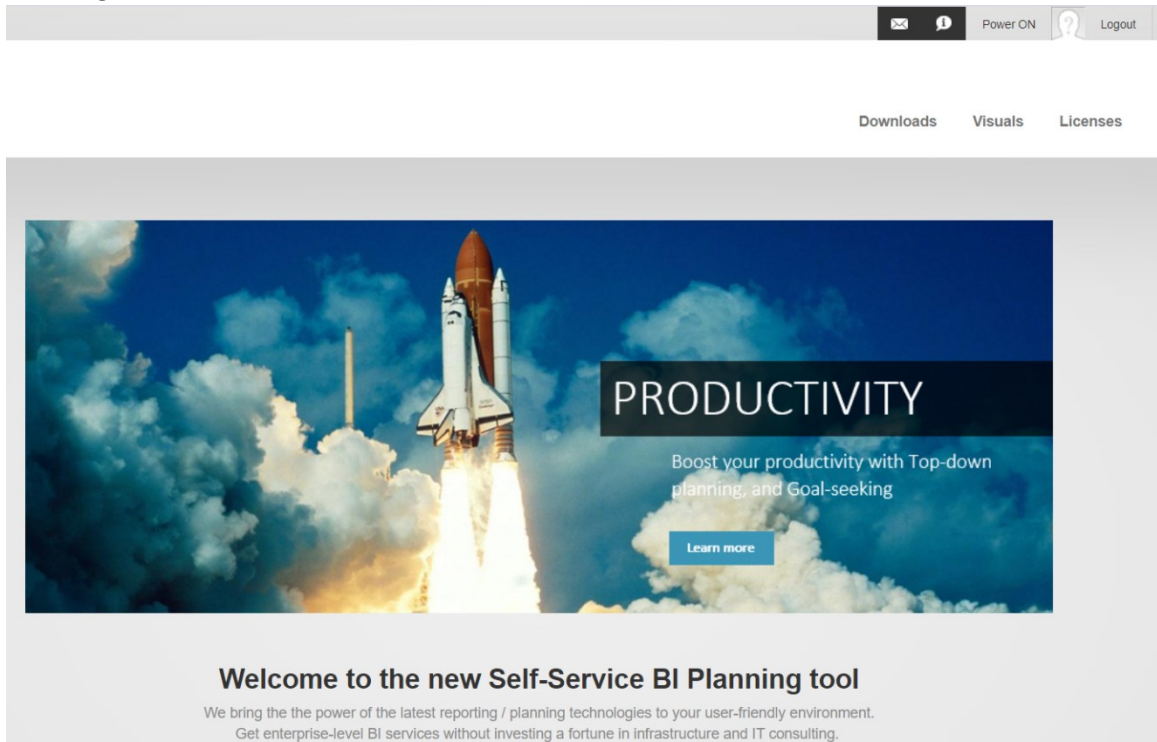 Power ON
Logout
Downloads Visuals Licenses
PRODUCTIVITY
Boost your productivity with Top-down
planning, and Goal-seeking
Learn more
Welcome to the new Self-Service BI Planning tool
We bring the the power of the latest reporting / planning technologies to your user-friendly environment.
Get enterprise-level BI services without investing a fortune in infrastructure and IT consulting.